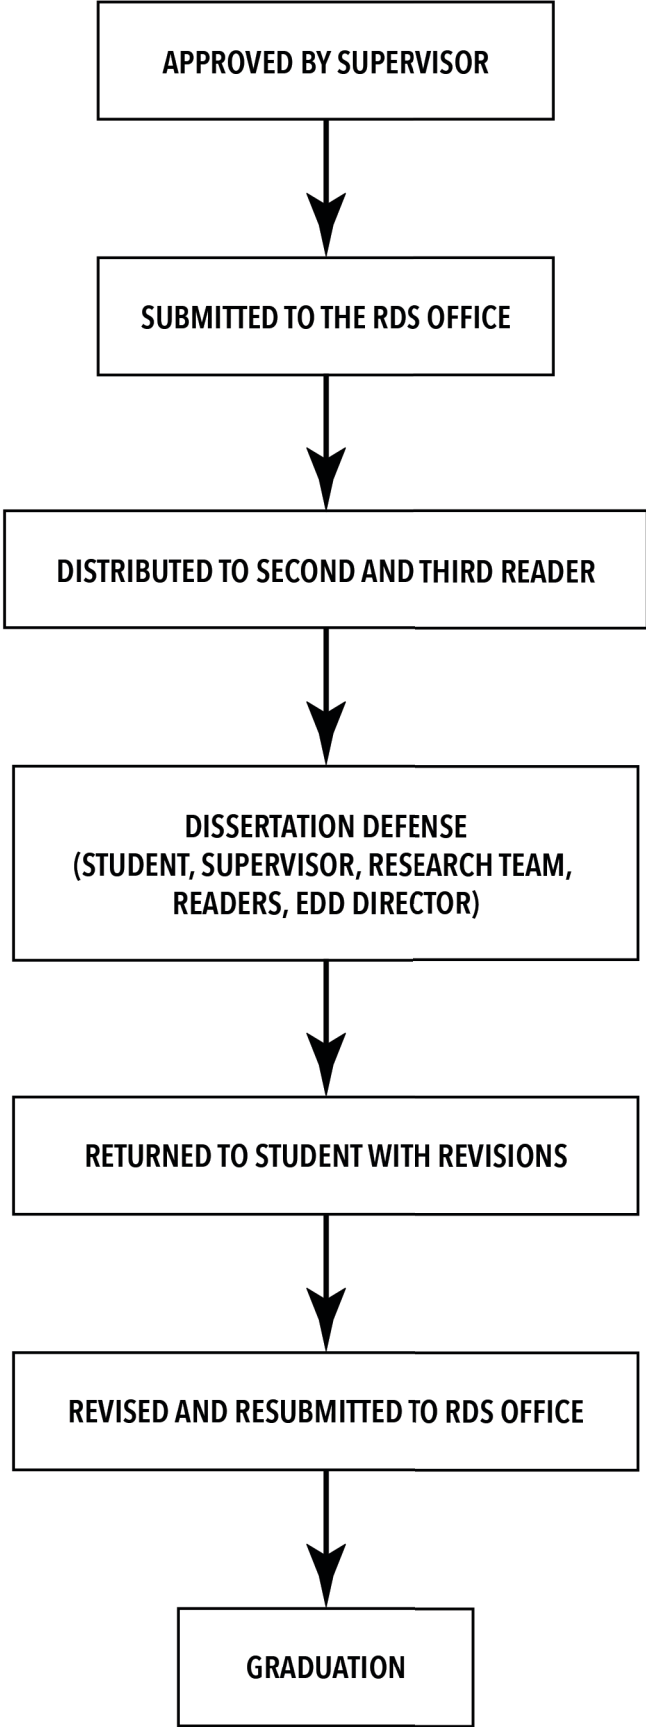 APPROVED BY SUPERVISOR
SUBMITTED TO THE RDS OFFICE
DISTRIBUTED TO SECOND AND THIRD READER
DISSERTATION DEFENSE
(STUDENT, SUPERVISOR, RESEARCH TEAM,
READERS, EDD DIRECTOR)
RETURNED TO STUDENT WITH REVISIONS
REVISED AND RESUBMITTED TO RDS OFFICE
GRADUATION